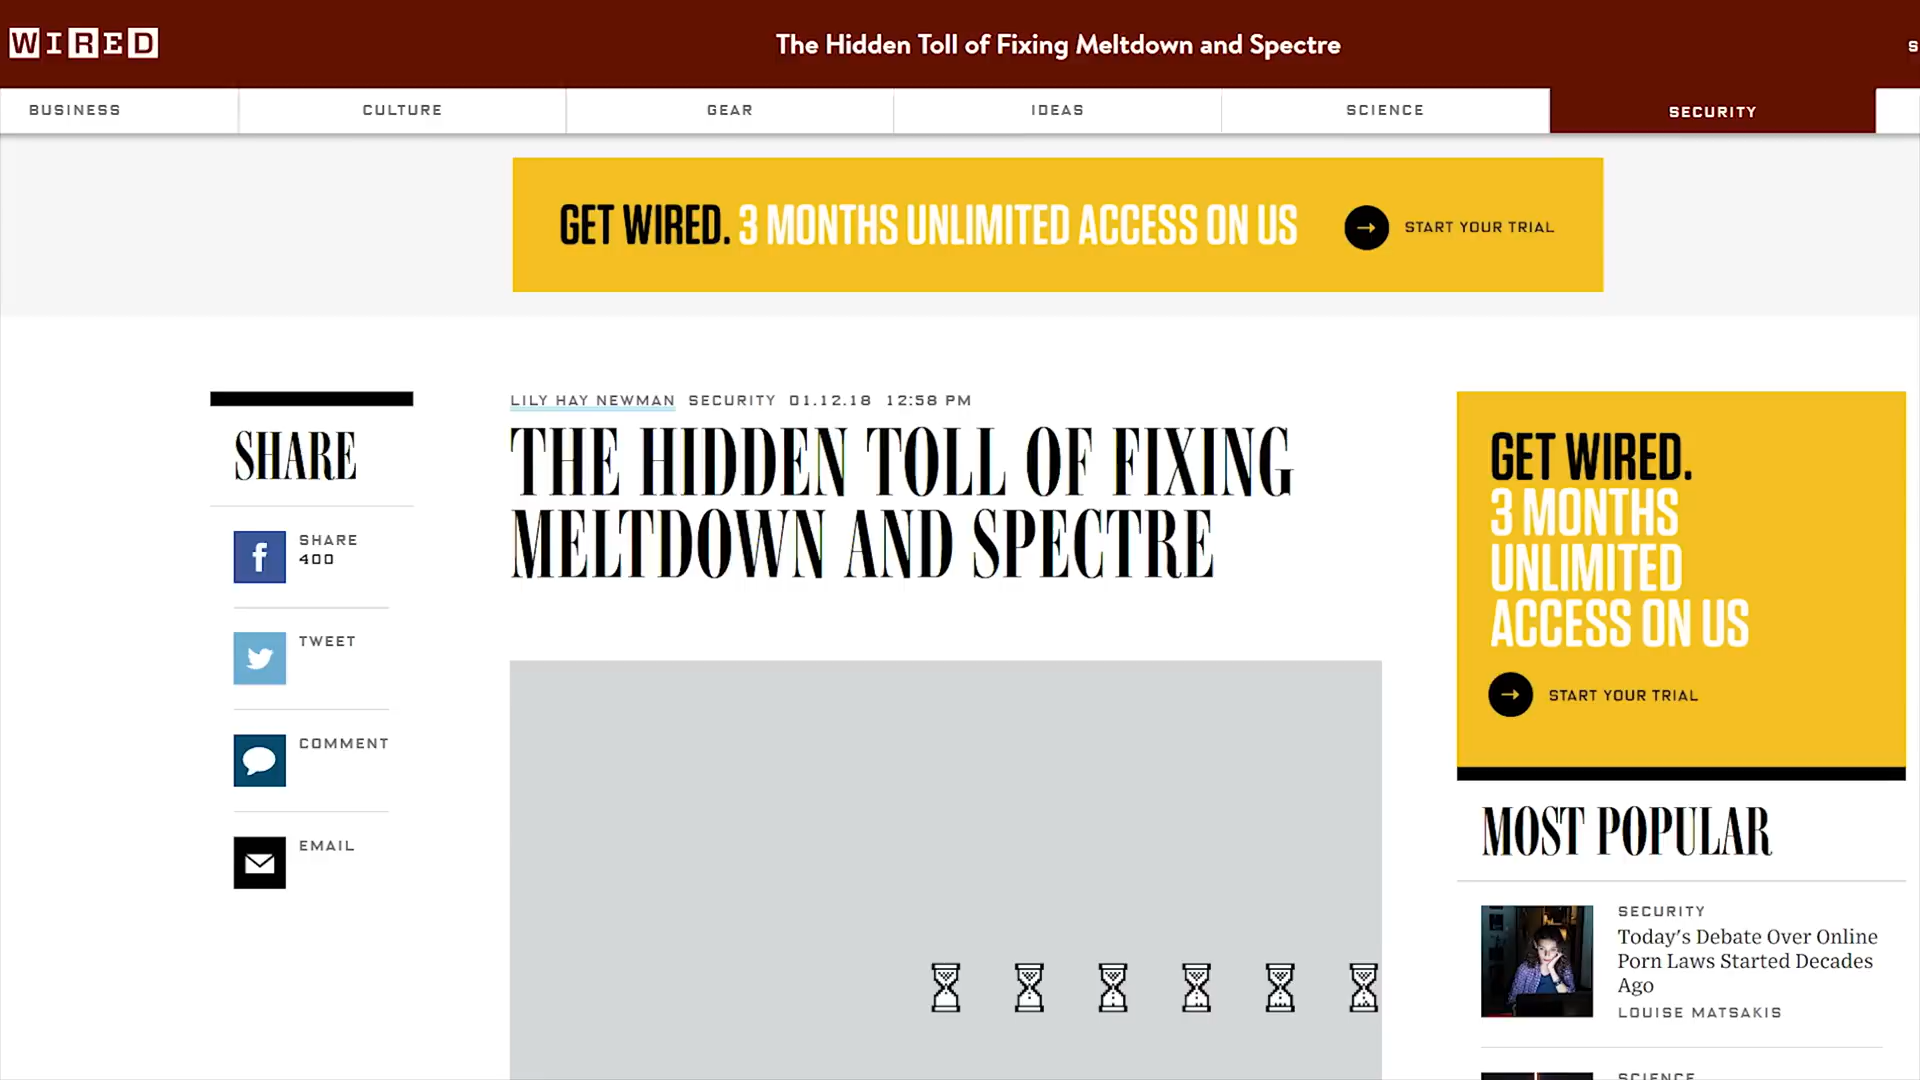 WIRED
The Hidden Toll of Fixing Meltdown and Spectre
S
BUSINESS
CULTURE
GEAR
IDEAS
SCIENCE
SECURITY
GET WIRED. 3 MONTHS UNLIMITED ACCESS ON US
START YOUR TRIAL
SHARE
SHARE
400
TWEET
COMMENT
EMAIL
LILY HAY NEWMAN SECURITY 01.12.18 12:58 PM
THE HIDDEN TOLL OF FIXING
MELTDOWN AND SPECTRE
GET WIRED.
3 MONTHS
UNLIMITED
ACCESS ON US
START YOUR TRIAL
MOST POPULAR
SECURITY
Today's Debate Over Online
Porn Laws Started Decades
Ago
LOUISE MATSAKIS
SCIENCE